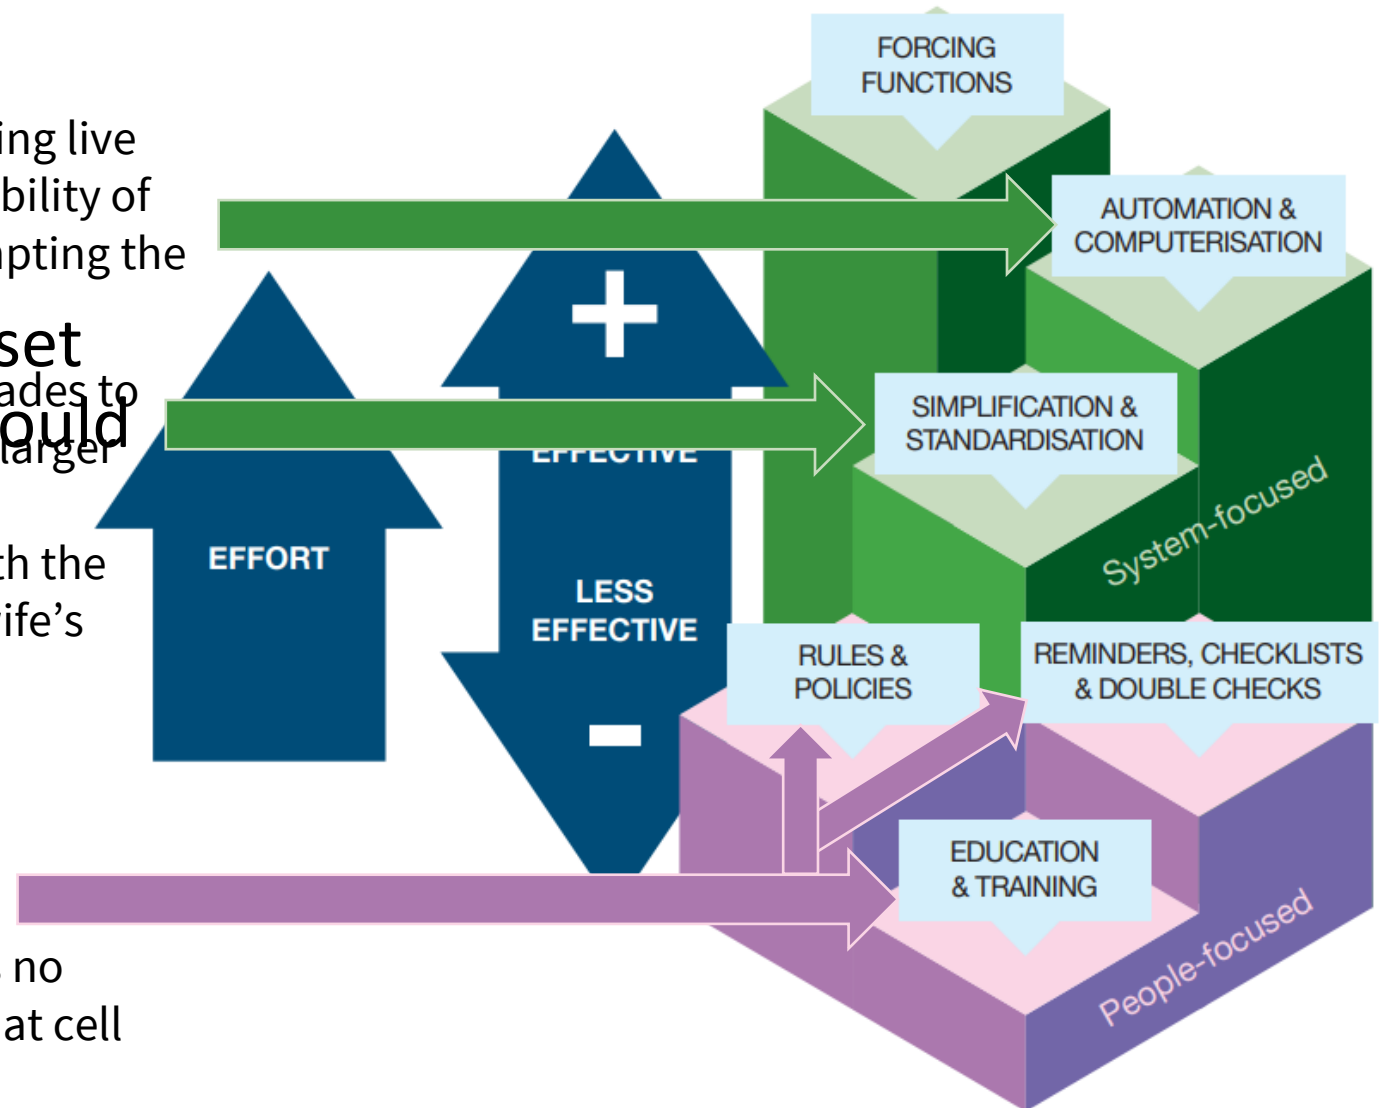 ing live
bility of
pting the
set
ades to
ould
larger
th the
ife's
no
at cell
EFFORT
EFFECTIVE
LESS
EFFECTIVE
FORCING
FUNCTIONS
AUTOMATION &
COMPUTERISATION
SIMPLIFICATION &
STANDARDISATION
System-focused
RULES &
POLICIES
REMINDERS, CHECKLISTS
& DOUBLE CHECKS
EDUCATION
& TRAINING
People-focused